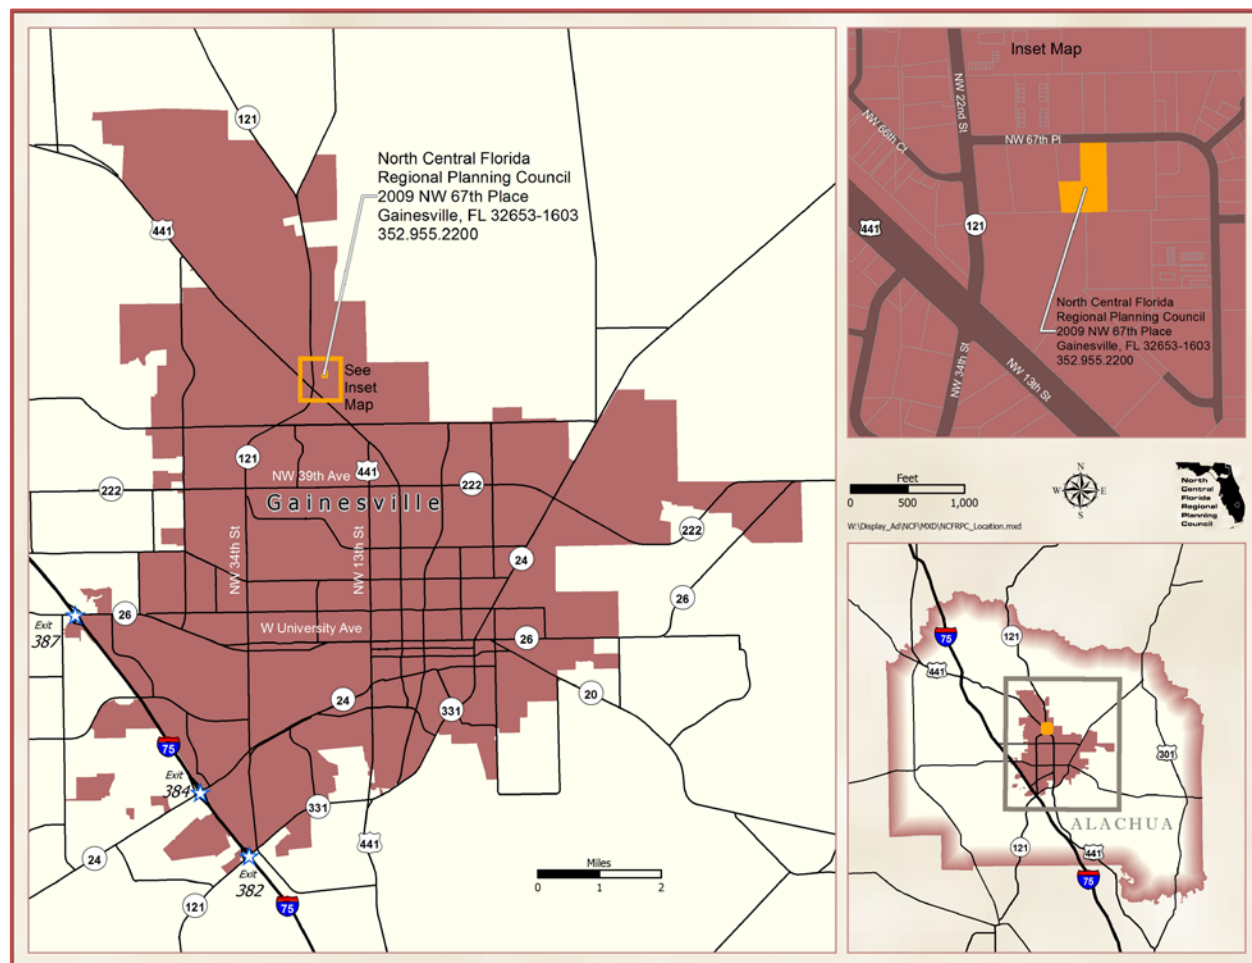 121
North Central Florida
Regional Planning Council
2009 NW 67th Place
Gainesville, FL 32653-1603
352.955.2200
441
See
Inset
Map
121
441
NW 39th Ave
222
222
Gainesville
222
NW 34th St
NW 13th St
24
26
26
Exit
387
W University Ave
26
24
20
331
75
Exit
384
331
441
24
Exit
382
121
75
Miles
0 1 2
Inset Map
NW 22nd St
NW 66th Ct
NW 67th Pl
441
121
North Central Florida
Regional Planning Council
2009 NW 67th Place
Gainesville, FL 32653-1603
352.955.2200
NW 34th St
NW 13th St
Feet
0 500 1,000
W:\Display_Ad\NCF\MXD\NCFRPC_Location.mxd
N
W E
S
North
Central
Florida
Regional
Planning
Council
75
121
441
301
ALACHUA
121
441
75